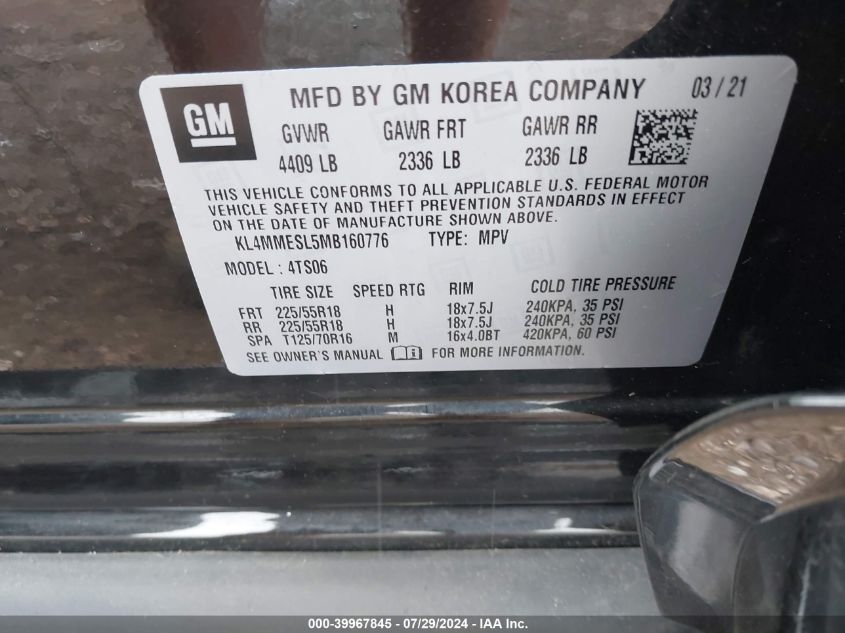 GM MFD BY GM KOREA COMPANY 03/21
GVWR GAWR FRT GAWR RR
4409 LB 2336 LB 2336 LB
THIS VEHICLE CONFORMS TO ALL APPLICABLE U.S. FEDERAL MOTOR
VEHICLE SAFETY AND THEFT PREVENTION STANDARDS IN EFFECT
ON THE DATE OF MANUFACTURE SHOWN ABOVE.
KL4MMESL5MB160776 TYPE: MPV
MODEL: 4TS06
TIRE SIZE SPEED RTG RIM COLD TIRE PRESSURE
FRT 225/55R18 H 18x7.5J 240KPA, 35 PSI
RR 225/55R18 H 18x7.5J 240KPA, 35 PSI
SPA T125/70R16 M 16x4.0BT 420KPA, 60 PSI
SEE OWNER'S MANUAL FOR MORE INFORMATION.
000-39967845 - 07/29/2024 - IAA Inc.